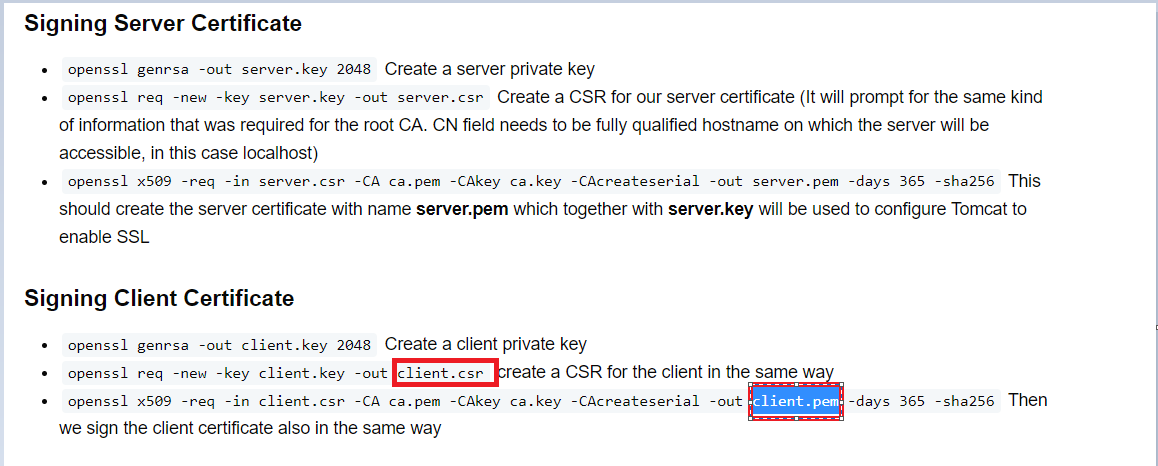 Signing Server Certificate
openssl genrsa -out server.key 2048 Create a server private key
openssl req -new -key server.key -out server.csr Create a CSR for our server certificate (It will prompt for the same kind
of information that was required for the root CA. CN field needs to be fully qualified hostname on which the server will be
accessible, in this case localhost)
openssl x509 -req -in server.csr -CA ca.pem -CAkey ca.key -CAcreateserial -out server.pem -days 365 -sha256 This
should create the server certificate with name server.pem which together with server.key will be used to configure Tomcat to
enable SSL
Signing Client Certificate
openssl genrsa -out client.key 2048 Create a client private key
openssl req -new -key client.key -out client.csr create a CSR for the client in the same way
openssl x509 -req -in client.csr -CA ca.pem -CAkey ca.key -CAcreateserial -out client.pem -days 365 -sha256 Then
we sign the client certificate also in the same way